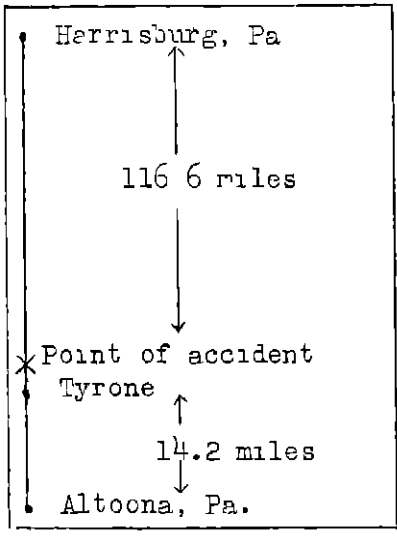 Harrisburg, Pa
116 6 miles
Point of accident
Tyrone
14.2 miles
Altoona, Pa.